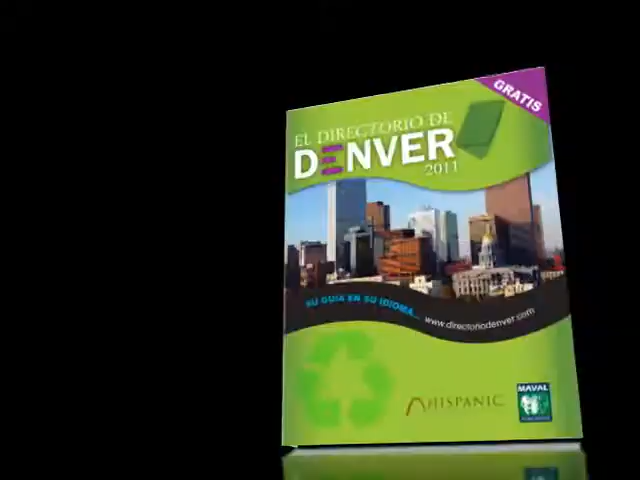 GRATIS
EL DIRECTORIO DE
DENVER
2011
SU GUIA EN SU IDIOMA...
www.directoriodenver.com
HISPANIC
MAVAL